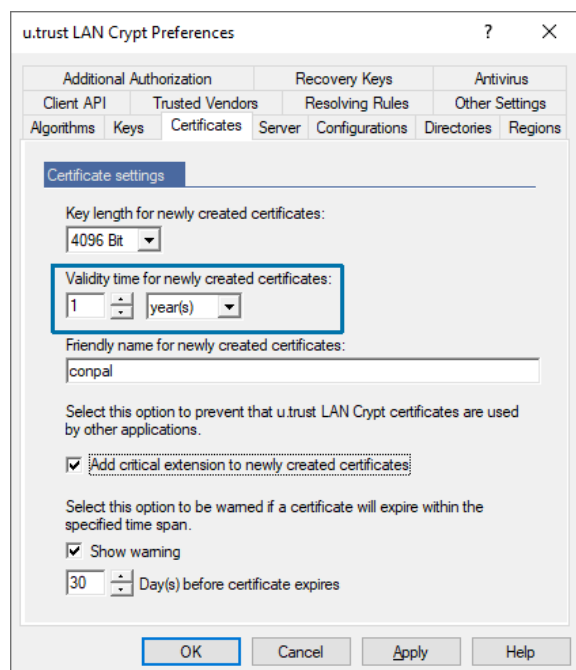 u.trust LAN Crypt Preferences
?
Additional Authorization
Recovery Keys
Antivirus
Client API
Trusted Vendors
Resolving Rules
Other Settings
Algorithms
Keys
Certificates
Server
Configurations
Directories
Regions
Certificate settings
Key length for newly created certificates:
4096 Bit
Validity time for newly created certificates:
1
year(s)
Friendly name for newly created certificates:
conpal
Select this option to prevent that u.trust LAN Crypt certificates are used
by other applications.
Add critical extension to newly created certificates
Select this option to be warned if a certificate will expire within the
specified time span.
Show warning
30
Day(s) before certificate expires
OK
Cancel
Apply
Help